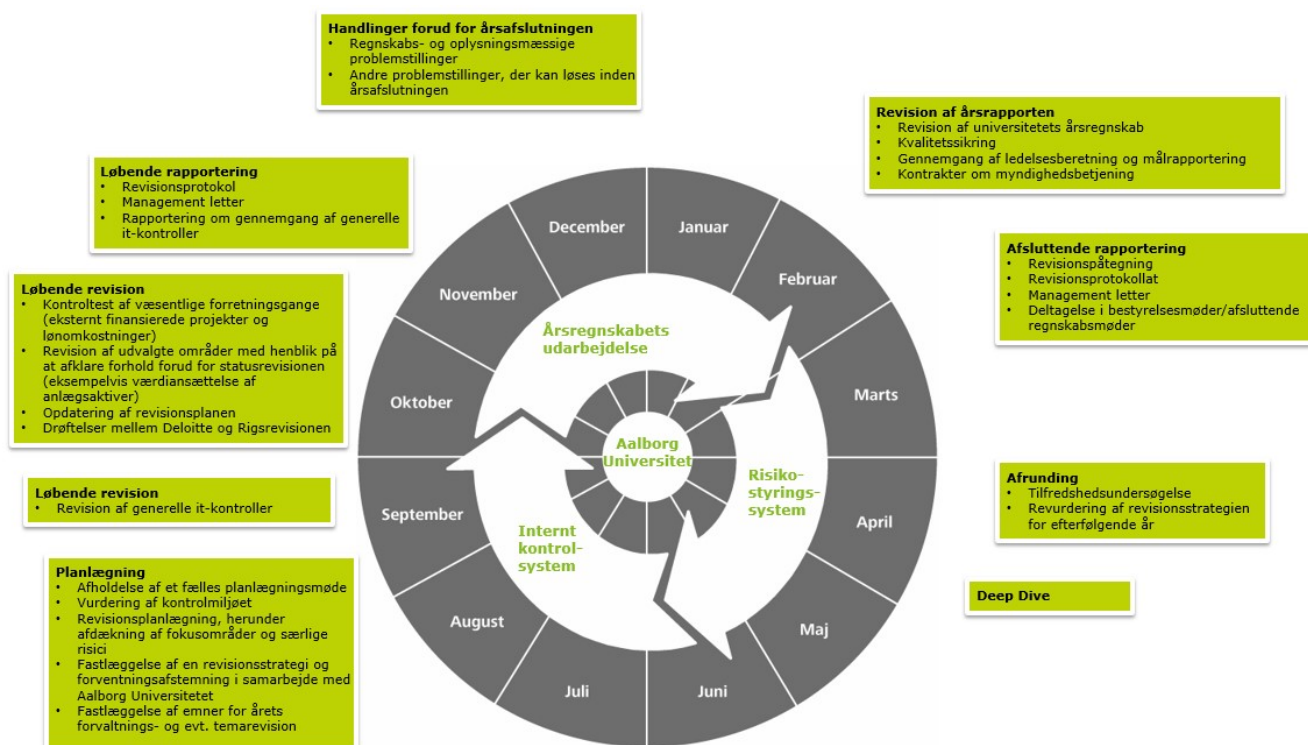 Handlinger forud for årsafslutningen
• Regnskabs- og oplysningsmæssige
problemstillinger
• Andre problemstillinger, der kan løses inden
årsafslutningen
Revision af årsrapporten
• Revision af universitetets årsregnskab
• Kvalitetssikring
• Gennemgang af ledelsesberetning og målrapportering
• Kontrakter om myndighedsbetjening
Løbende rapportering
• Revisionsprotokol
• Management letter
• Rapportering om gennemgang af generelle
it-kontroller
Afsluttende rapportering
• Revisionspåtegning
• Revisionsprotokollat
• Management letter
• Deltagelse i bestyrelsesmøder/afsluttende
regnskabsmøder
Løbende revision
• Kontroltest af væsentlige forretningsgange
(eksternt finansierede projekter og
lønomkostninger)
• Revision af udvalgte områder med henblik på
at afklare forhold forud for statusrevisionen
(eksempelvis værdiansættelse af
anlægsaktiver)
• Opdatering af revisionsplanen
• Drøftelser mellem Deloitte og Rigsrevisionen
Løbende revision
• Revision af generelle it-kontroller
Afrunding
• Tilfredshedsundersøgelse
• Revurdering af revisionsstrategien
for efterfølgende år
Planlægning
• Afholdelse af et fælles planlægningsmøde
• Vurdering af kontrolmiljøet
• Revisionsplanlægning, herunder
afdækning af fokusområder og særlige
risici
• Fastlæggelse af en revisionsstrategi og
forventningsafstemning i samarbejde med
Aalborg Universitetet
• Fastlæggelse af emner for årets
forvaltnings- og evt. temarevision
Deep Dive
December
Januar
Februar
Marts
April
Maj
Juni
Juli
August
September
Oktober
November
Årsregnskabets
udarbejdelse
Aalborg
Universitet
Risiko-
styrings-
system
Internt
kontrol-
system